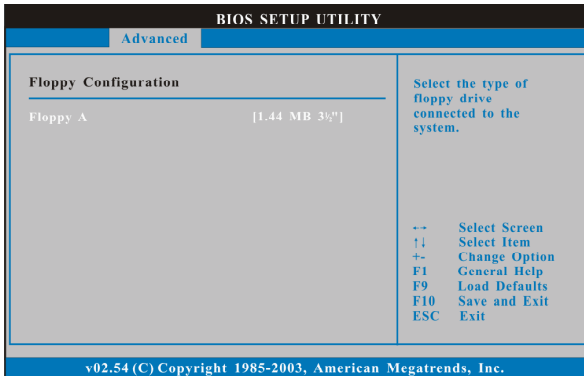 BIOS SETUP UTILITY
Advanced
Floppy Configuration
Floppy A [1.44 MB 3½"]
Select the type of
floppy drive
connected to the
system.
←→ Select Screen
↑↓ Select Item
+- Change Option
F1 General Help
F9 Load Defaults
F10 Save and Exit
ESC Exit
v02.54 (C) Copyright 1985-2003, American Megatrends, Inc.